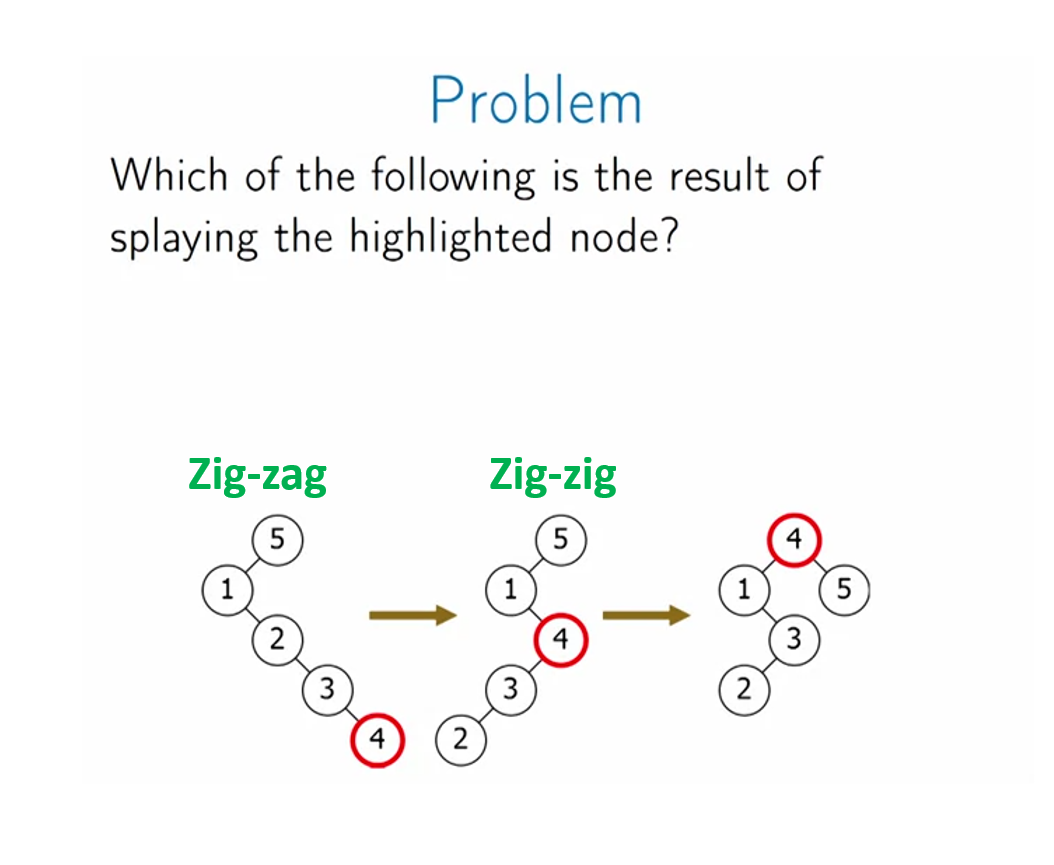 Problem
Which of the following is the result of
splaying the highlighted node?
Zig-zag Zig-zig
5 5 4
1 1 1 5
2 4 3
3 3 2
4 2